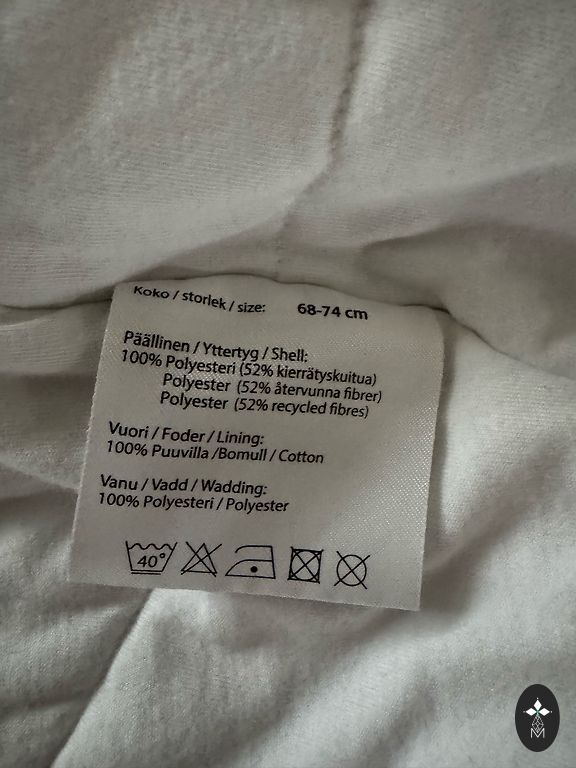 Koko / storlek / size: 68-74 cm
Päällinen / Yttertyg / Shell:
100% Polyesteri (52% kierrätyskuitua)
Polyester (52% återvunna fibrer)
Polyester (52% recycled fibres)
Vuori / Foder / Lining:
100% Puuvilla /Bomull / Cotton
Vanu / Vadd / Wadding:
100% Polyesteri / Polyester
40°
M